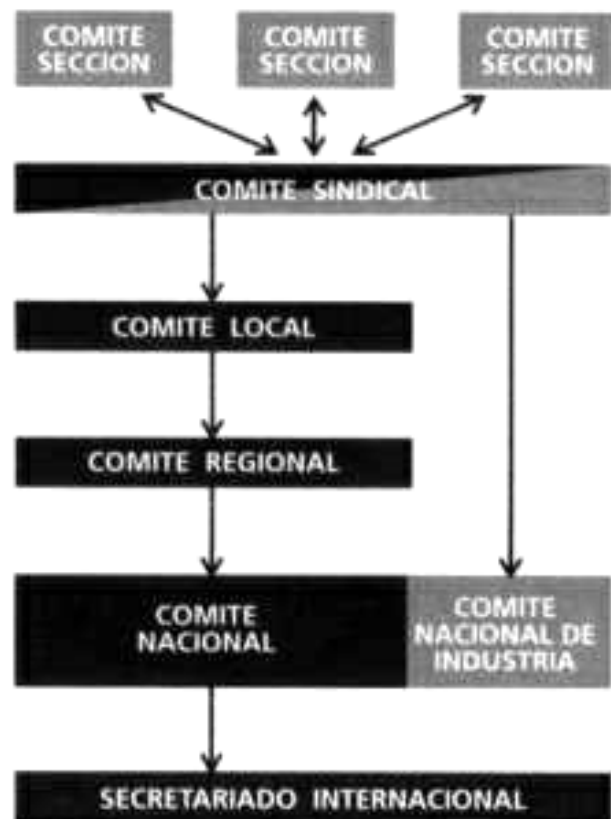 COMITE
SECCION
COMITE
SECCION
COMITE
SECCION
COMITE SINDICAL
COMITE LOCAL
COMITE REGIONAL
COMITE
NACIONAL
COMITE
NACIONAL DE
INDUSTRIA
SECRETARIADO INTERNACIONAL